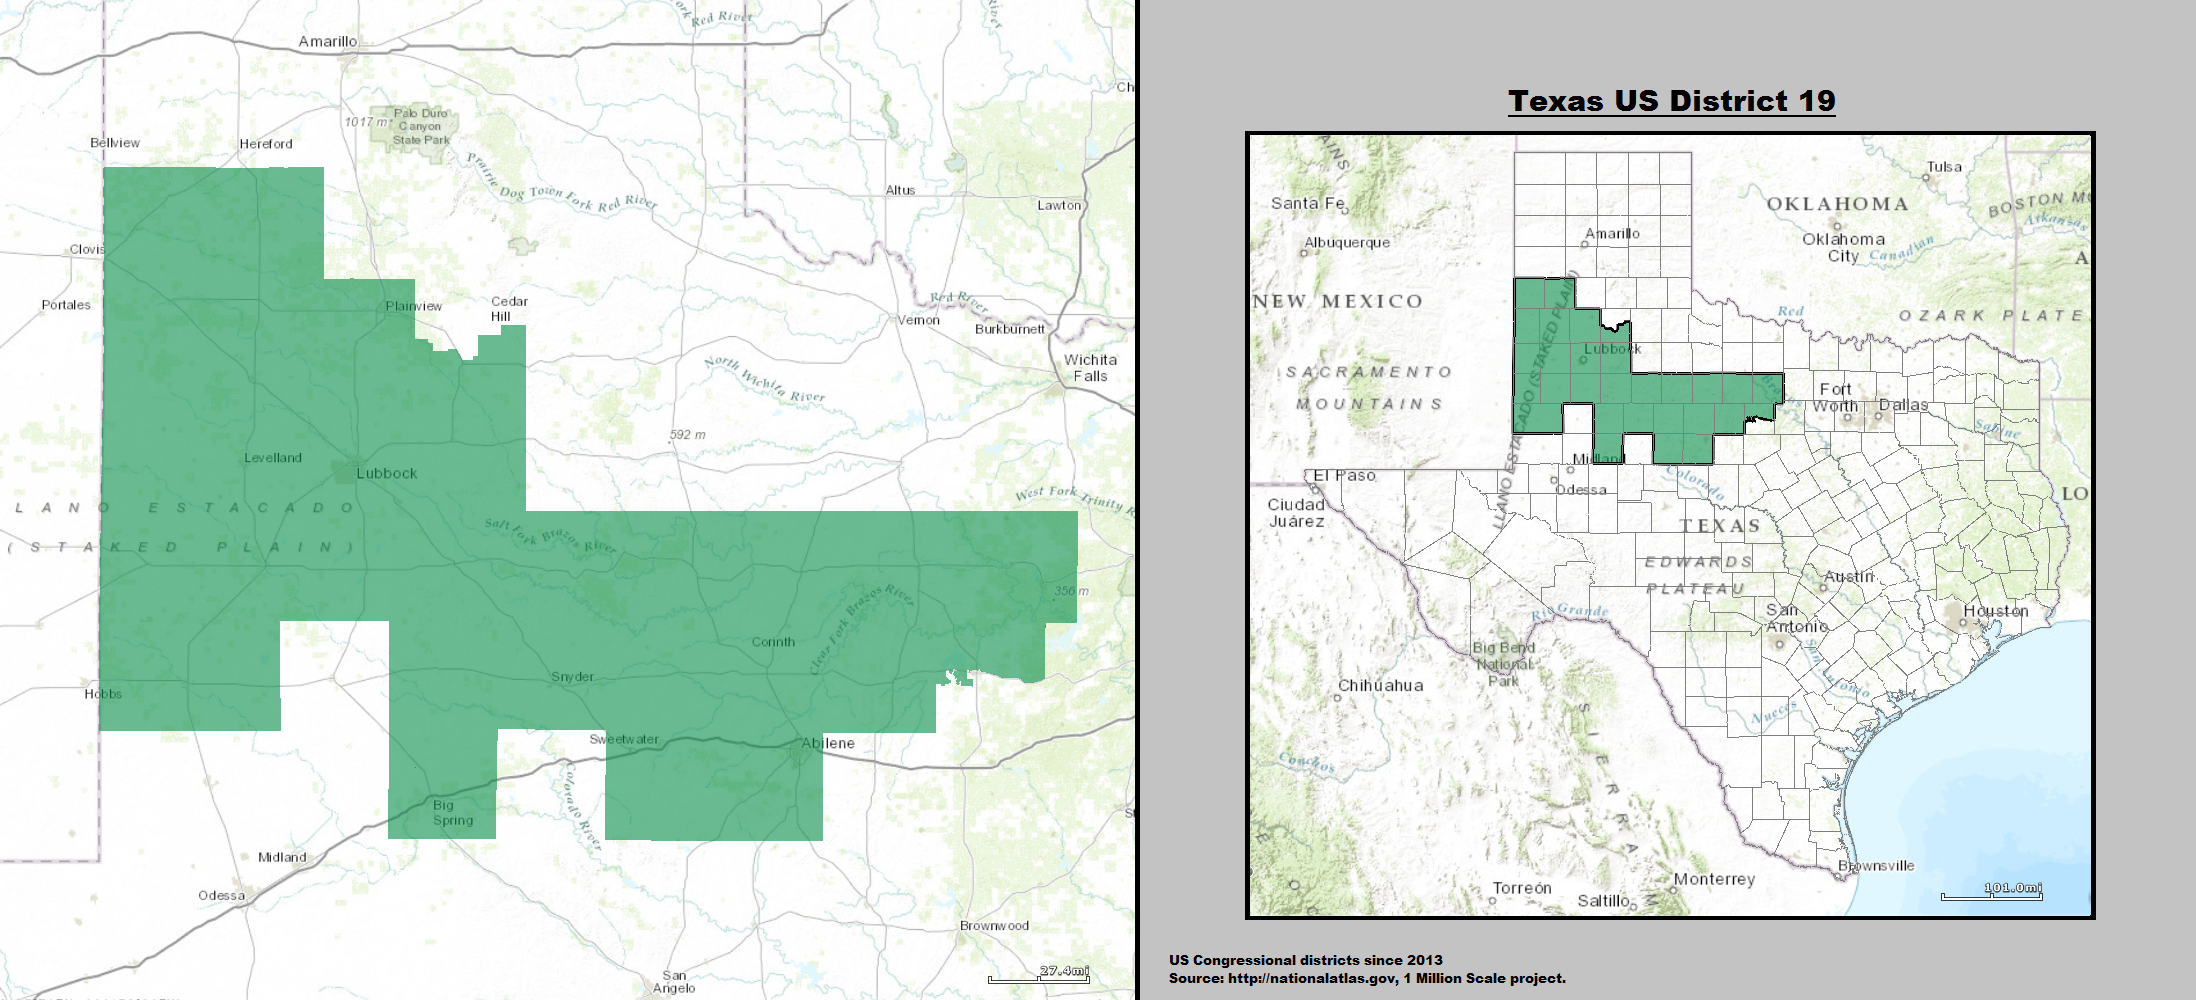 Red River
Amarillo
Palo Duro
Canyon
State Park
1017 m
Bellview
Hereford
Prairie Dog Town Fork Red River
Altus
Lawton
Clovis
Portales
Plainview
Cedar
Hill
Red River
Vernon
Burkburnett
Wichita
Falls
North Wichita River
592 m
Levelland
Lubbock
West Fork Trinity R
LANO ESTACADO
(STAKED PLAIN)
Salt Fork Brazos River
Clear Fork Brazos River
356 m
Corinth
Snyder
Hobbs
Sweetwater
Abilene
Colorado River
Big
Spring
Midland
Odessa
Brownwood
San
Angelo
27.4mi
Texas US District 19
AINS
Tulsa
Santa Fe
OKLAHOMA
BOSTON MO
Arkansas
Albuquerque
Amarillo
Oklahoma
City
Canadian
A
NEW MEXICO
Red
OZARK PLATE
LLANO ESTACADO (STAKED PLAIN)
Lubbock
SACRAMENTO
MOUNTAINS
Brazos
Fort
Worth
Dallas
Sabine
Midland
Odessa
Colorado
El Paso
Ciudad
Juárez
LO
TEXAS
EDWARDS
PLATEAU
Austin
Rio Grande
San
Antonio
Houston
Big Bend
National
Park
San Antonio
Chihuahua
Nueces
Conchos
SIERRA M
E
Brownsville
Torreón
Monterrey
Saltillo
101.0mi
US Congressional districts since 2013
Source: http://nationalatlas.gov, 1 Million Scale project.